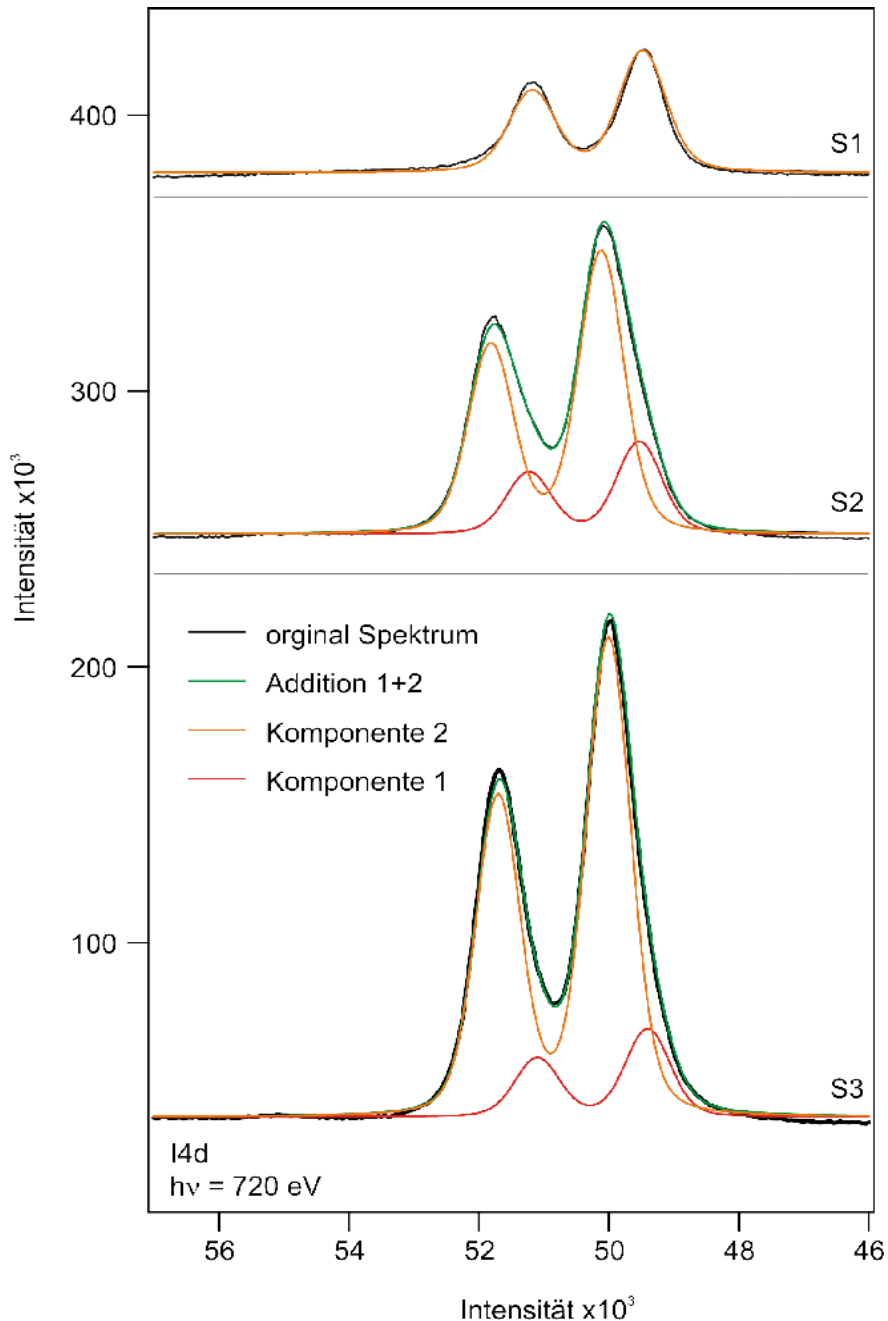 400
S1
300
S2
Intensität x10³
200
orginal Spektrum
Addition 1+2
Komponente 2
Komponente 1
100
S3
I4d
hν = 720 eV
56 54 52 50 48 46
Intensität x10³